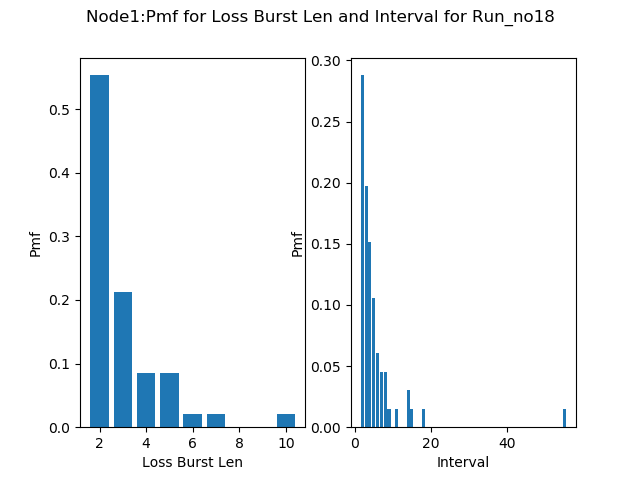 Node1:Pmf for Loss Burst Len and Interval for Run_no18
Pmf
0.5
0.4
0.3
0.2
0.1
0.0
2 4 6 8 10
Loss Burst Len
Pmf
0.30
0.25
0.20
0.15
0.10
0.05
0.00
0 20 40
Interval